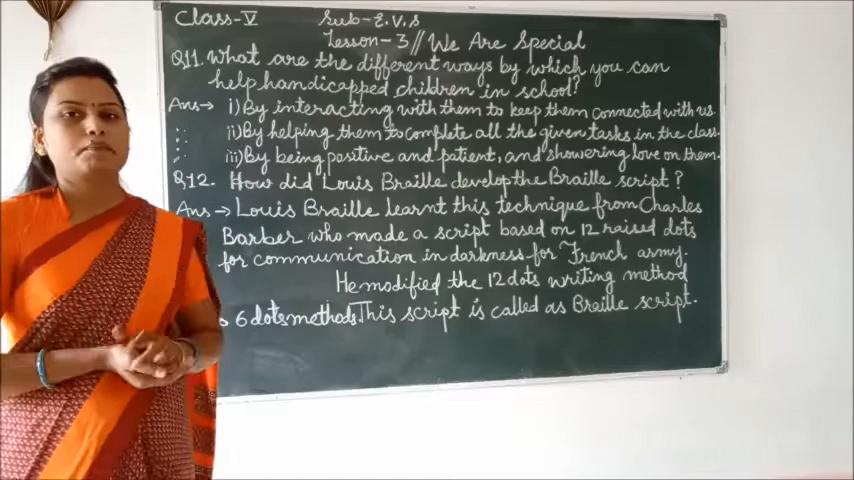 Class-V Sub-E.V.S
Lesson-3// We Are Special
Q11. What are the different ways by which you can
help handicapped children in school?
Ans→ i) By interacting with them to keep them connected with us.
ii) By helping them to complete all the given tasks in the class.
iii) By being positive and patient, and showering love on them.
Q12. How did Louis Braille develop the Braille script?
Ans→ Louis Braille learnt this technique from Charles
Barber who made a script based on 12 raised dots
for communication in darkness for French army.
He modified the 12 dots writing method
6 dots methods. This script is called as Braille script.